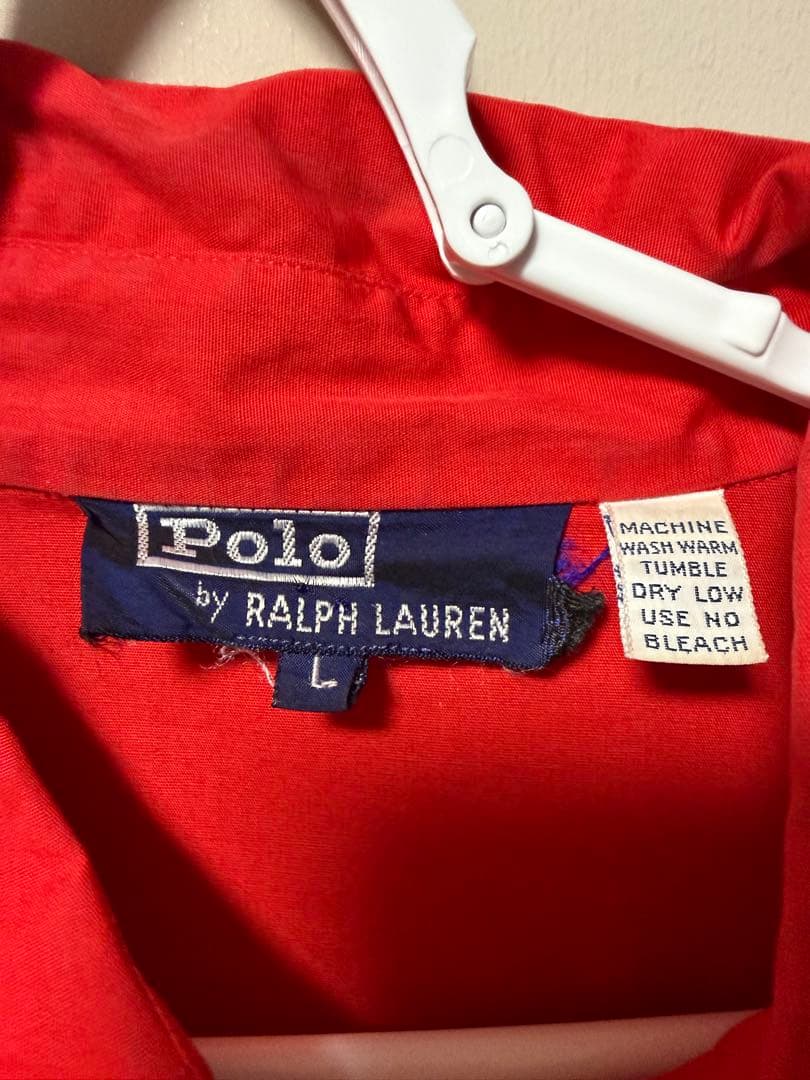 Polo
by RALPH LAUREN
L
MACHINE
WASH WARM
TUMBLE
DRY LOW
USE NO
BLEACH